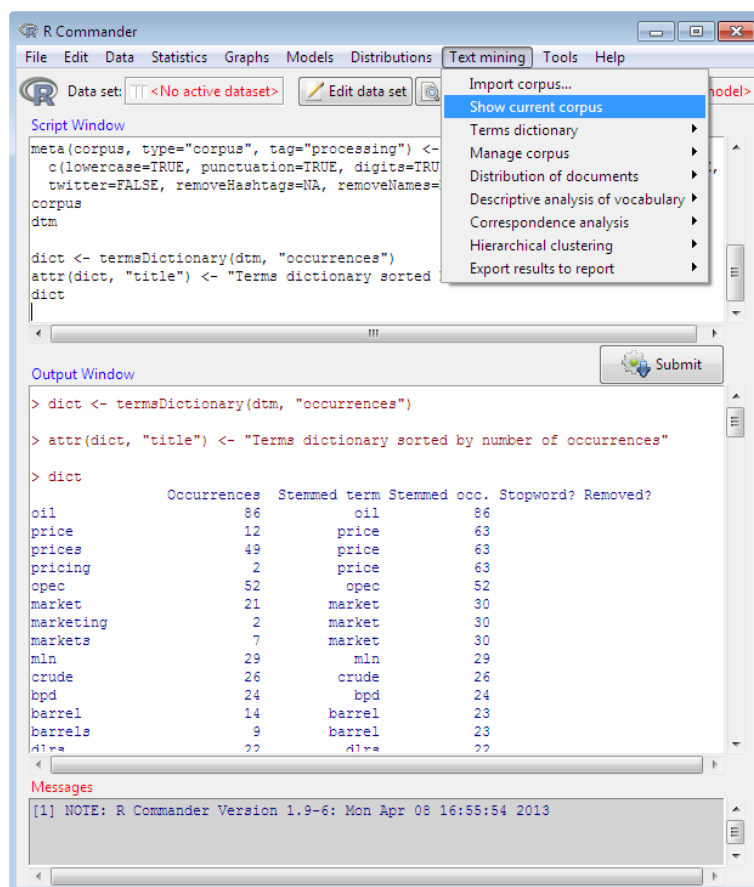 R Commander
File Edit Data Statistics Graphs Models Distributions Text mining Tools Help
Data set: <No active dataset> Edit data set model>
Import corpus...
Show current corpus
Terms dictionary
Manage corpus
Distribution of documents
Descriptive analysis of vocabulary
Correspondence analysis
Hierarchical clustering
Export results to report
Script Window
meta(corpus, type="corpus", tag="processing") <-
c(lowercase=TRUE, punctuation=TRUE, digits=TRU
twitter=FALSE, removeHashtags=NA, removeNames=
corpus
dtm
dict <- termsDictionary(dtm, "occurrences")
attr(dict, "title") <- "Terms dictionary sorted
dict
Submit
Output Window
> dict <- termsDictionary(dtm, "occurrences")
> attr(dict, "title") <- "Terms dictionary sorted by number of occurrences"
> dict
Occurrences Stemmed term Stemmed occ. Stopword? Removed?
oil 86 oil 86
price 12 price 63
prices 49 price 63
pricing 2 price 63
opec 52 opec 52
market 21 market 30
marketing 2 market 30
markets 7 market 30
mln 29 mln 29
crude 26 crude 26
bpd 24 bpd 24
barrel 14 barrel 23
barrels 9 barrel 23
dlrs 22 dlrs 22
Messages
[1] NOTE: R Commander Version 1.9-6: Mon Apr 08 16:55:54 2013